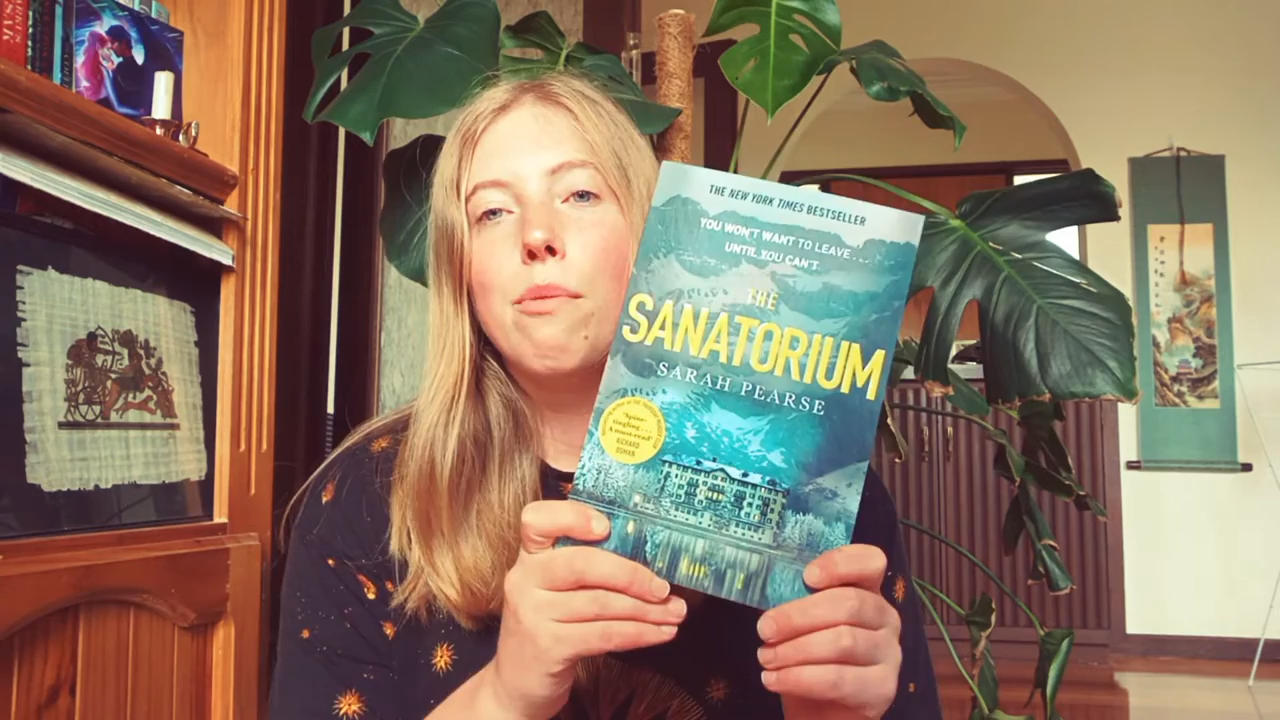 THE NEW YORK TIMES BESTSELLER
YOU WON'T WANT TO LEAVE . . .
UNTIL YOU CAN'T
THE
SANATORIUM
SARAH PEARSE
'Spine-
tingling . . .
A must-read'
RICHARD
OSMAN